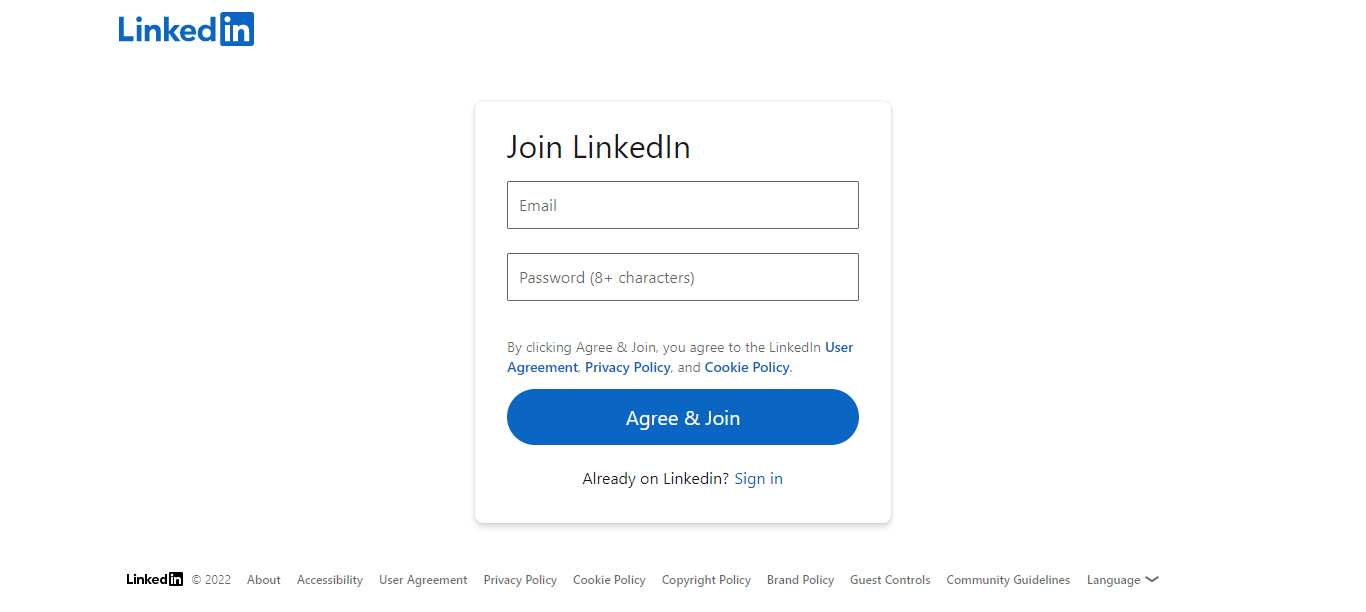 Linkedin
Join LinkedIn
Email
Password (8+ characters)
By clicking Agree & Join, you agree to the LinkedIn User
Agreement, Privacy Policy, and Cookie Policy.
Agree & Join
Already on Linkedin? Sign in
Linkedin © 2022 About Accessibility User Agreement Privacy Policy Cookie Policy Copyright Policy Brand Policy Guest Controls Community Guidelines Language